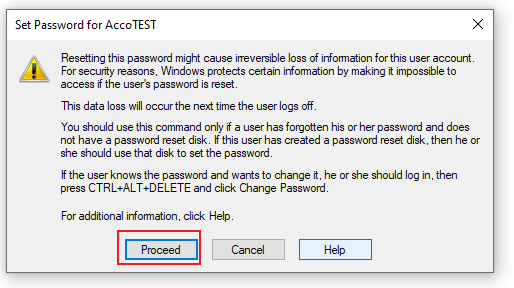 Set Password for AccoTEST
Resetting this password might cause irreversible loss of information for this user account.
For security reasons, Windows protects certain information by making it impossible to
access if the user's password is reset.
This data loss will occur the next time the user logs off.
You should use this command only if a user has forgotten his or her password and does
not have a password reset disk. If this user has created a password reset disk, then he or
she should use that disk to set the password.
If the user knows the password and wants to change it, he or she should log in, then
press CTRL+ALT+DELETE and click Change Password.
For additional information, click Help.
Proceed Cancel Help